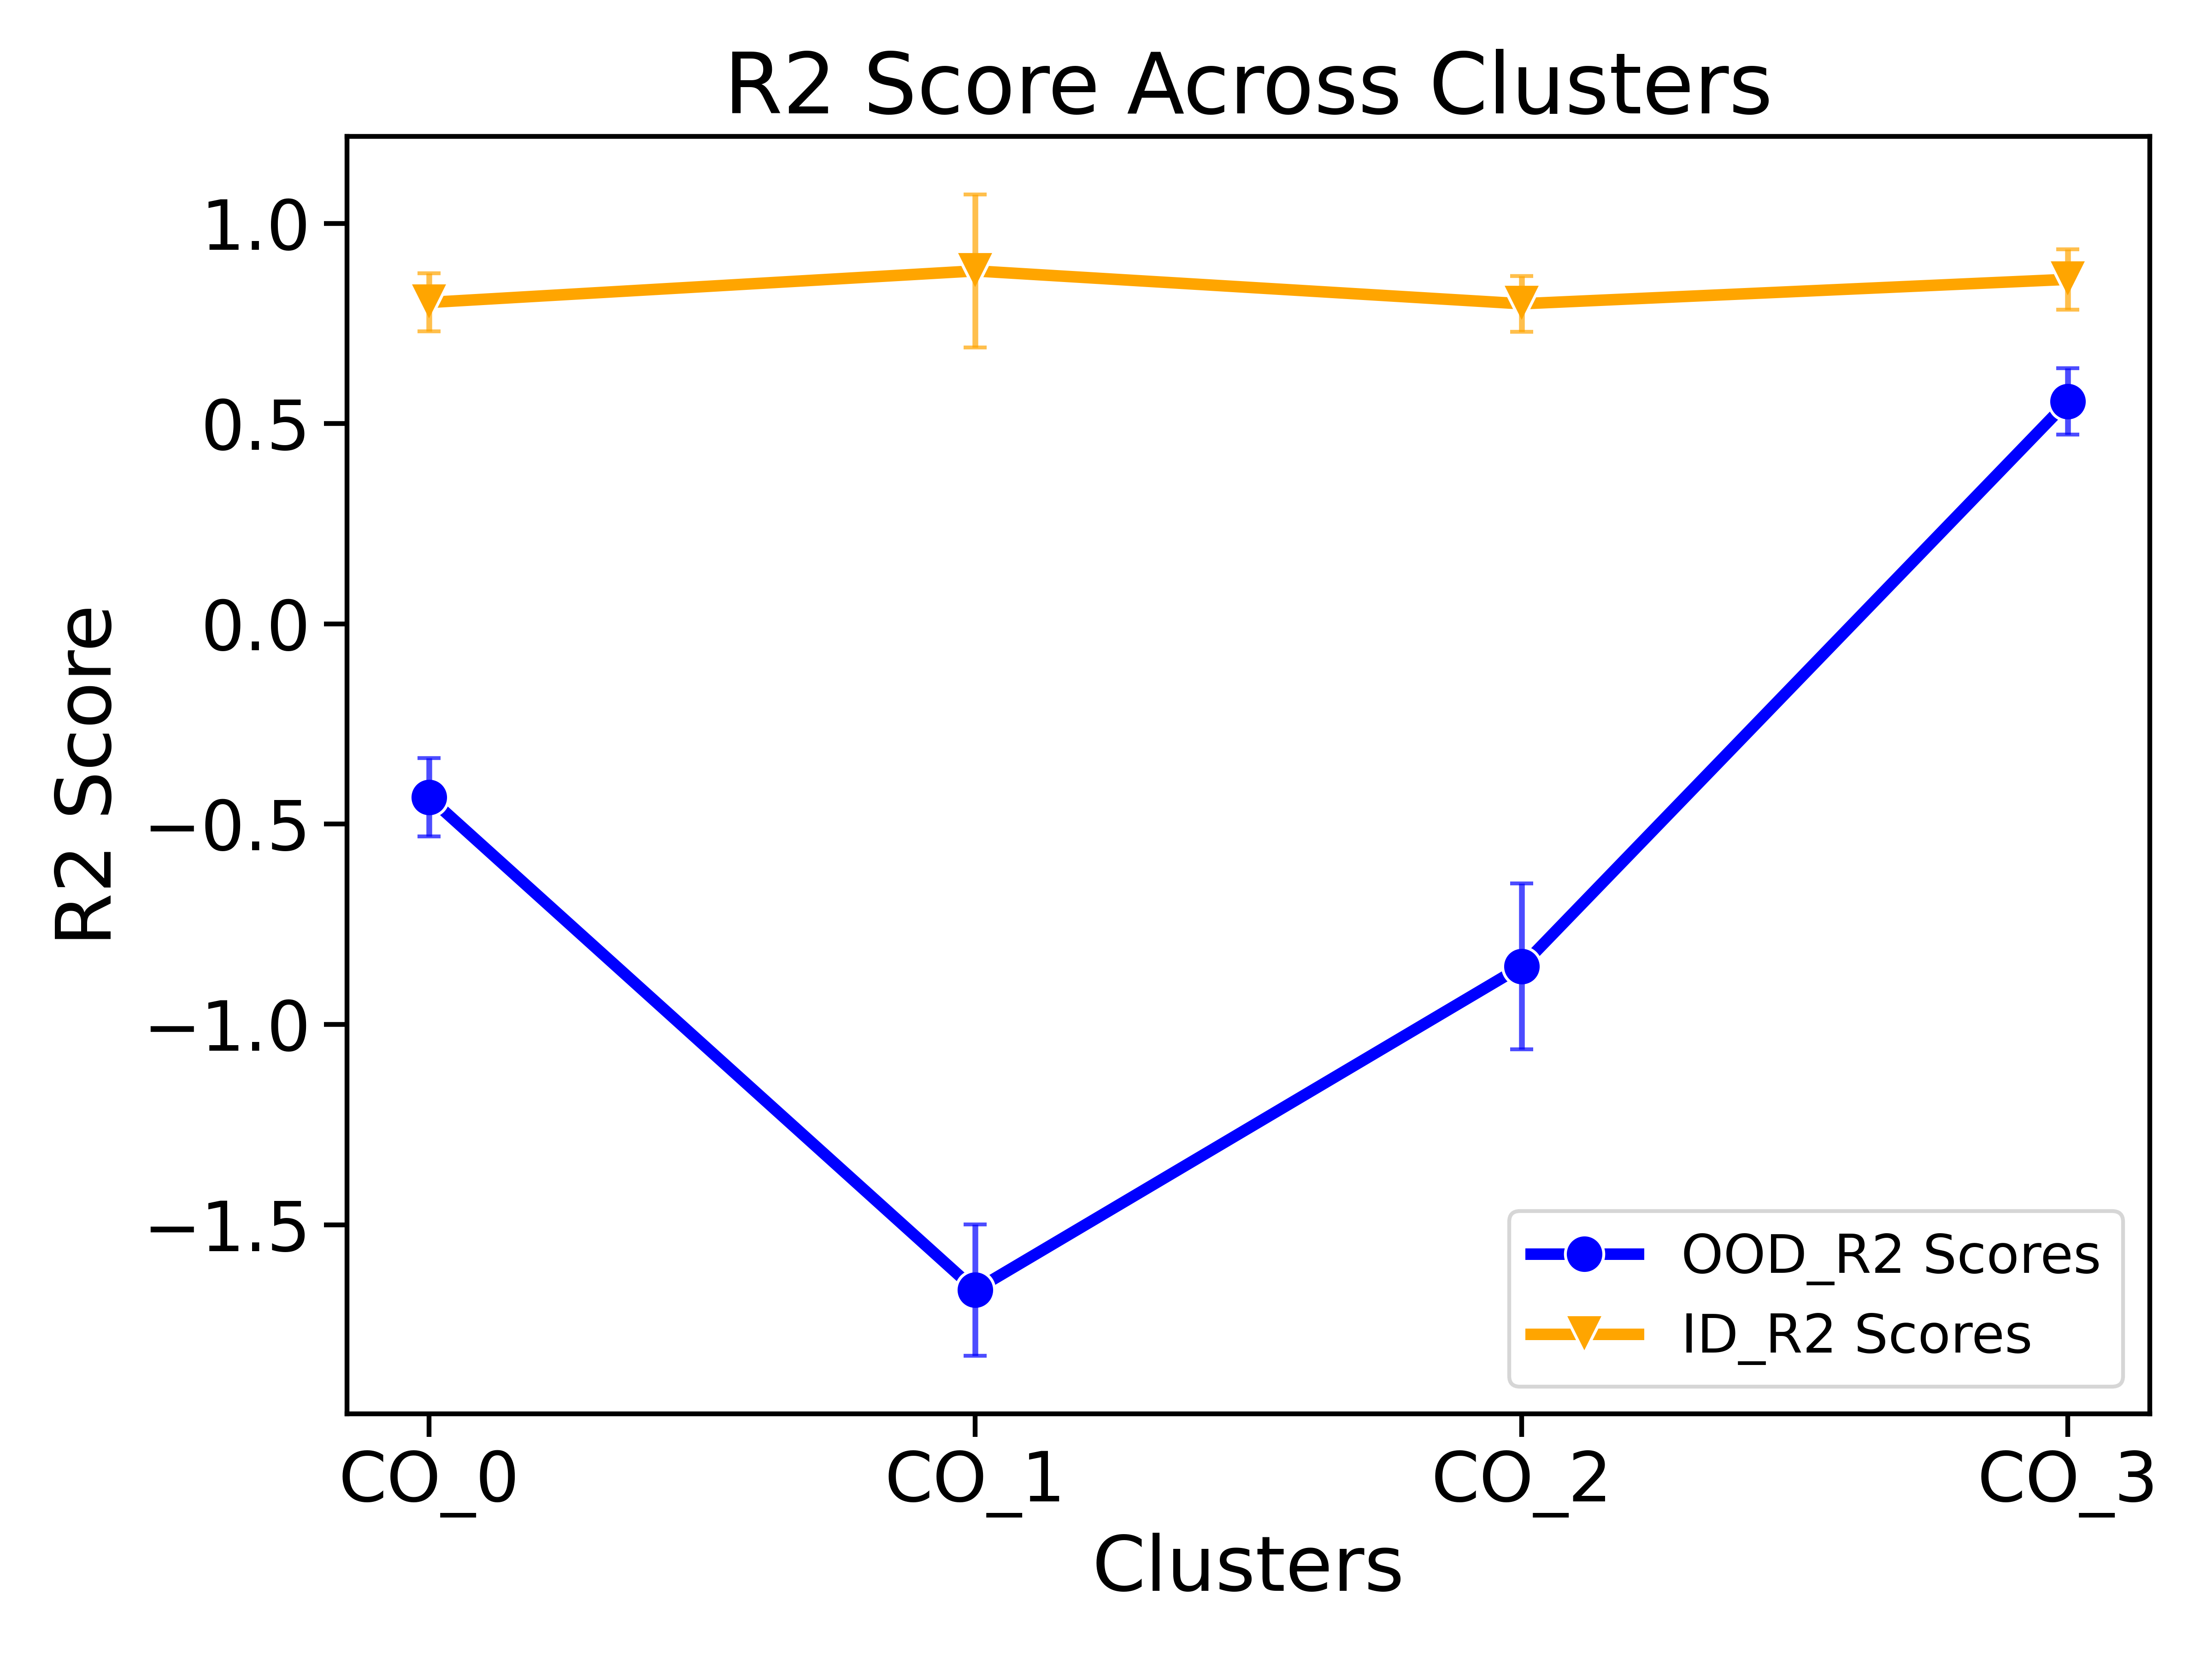 R2 Score Across Clusters
1.0
0.5
0.0
−0.5
−1.0
−1.5
R2 Score
OOD_R2 Scores
ID_R2 Scores
CO_0 CO_1 CO_2 CO_3
Clusters